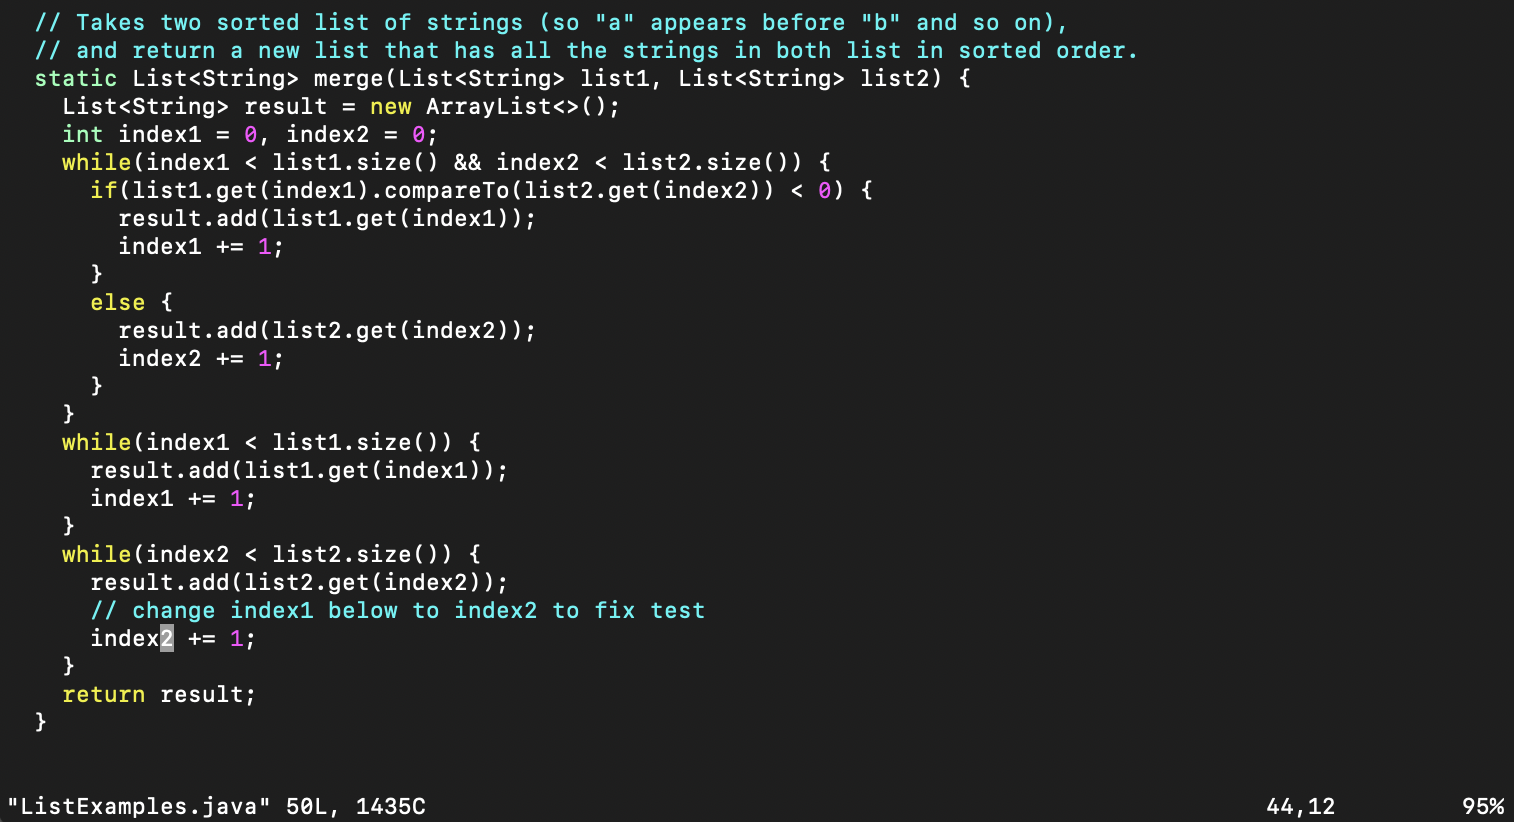 // Takes two sorted list of strings (so "a" appears before "b" and so on),
// and return a new list that has all the strings in both list in sorted order.
static List<String> merge(List<String> list1, List<String> list2) {
  List<String> result = new ArrayList<>();
  int index1 = 0, index2 = 0;
  while(index1 < list1.size() && index2 < list2.size()) {
    if(list1.get(index1).compareTo(list2.get(index2)) < 0) {
      result.add(list1.get(index1));
      index1 += 1;
    }
    else {
      result.add(list2.get(index2));
      index2 += 1;
    }
  }
  while(index1 < list1.size()) {
    result.add(list1.get(index1));
    index1 += 1;
  }
  while(index2 < list2.size()) {
    result.add(list2.get(index2));
    // change index1 below to index2 to fix test
    index2 += 1;
  }
  return result;
}
"ListExamples.java" 50L, 1435C 44,12 95%